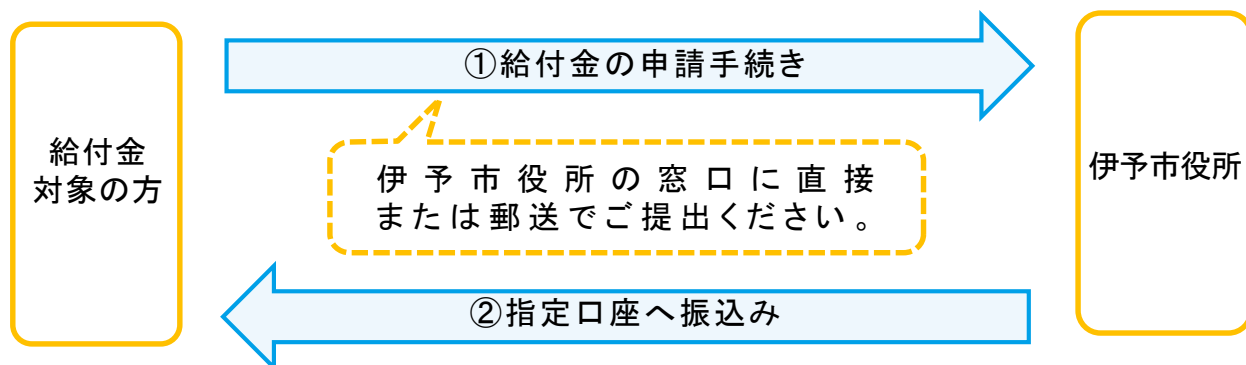 ①給付金の申請手続き
給付金
対象の方
伊予市役所の窓口に直接
または郵送でご提出ください。
伊予市役所
②指定口座へ振込み